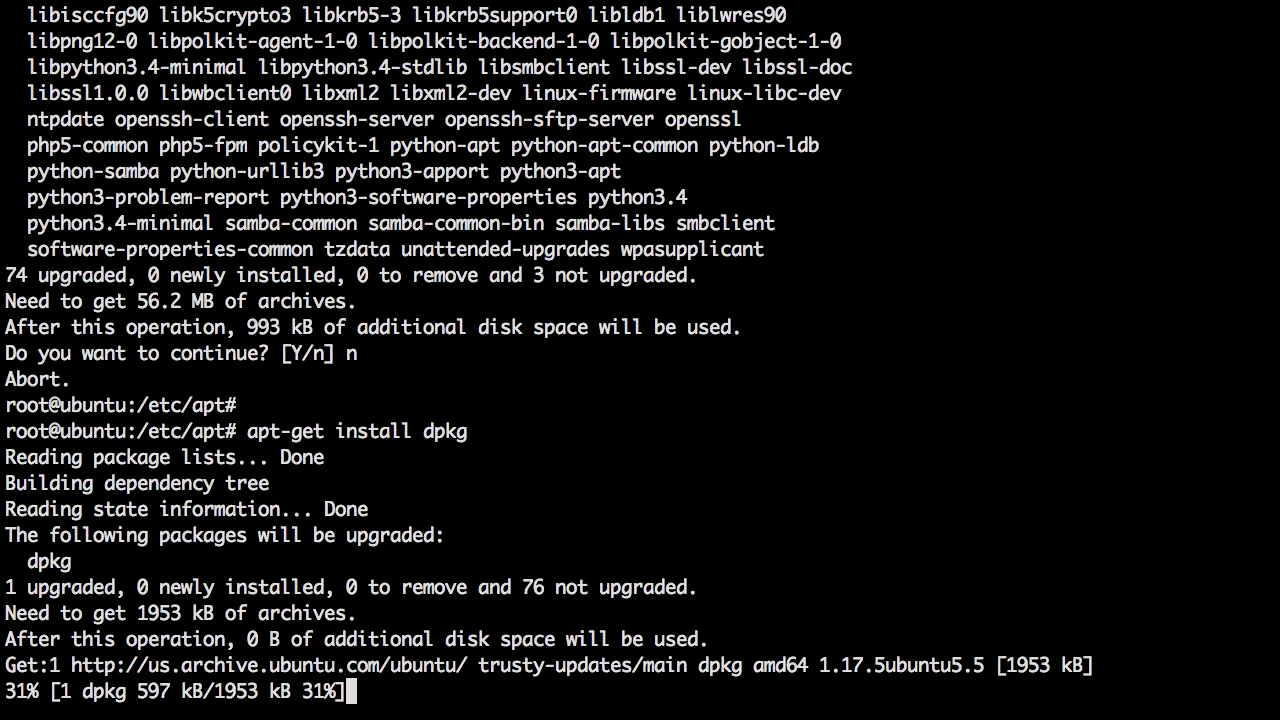 libisccfg90 libk5crypto3 libkrb5-3 libkrb5support0 libldb1 liblwres90
libpng12-0 libpolkit-agent-1-0 libpolkit-backend-1-0 libpolkit-gobject-1-0
libpython3.4-minimal libpython3.4-stdlib libsmbclient libssl-dev libssl-doc
libssl1.0.0 libwbclient0 libxml2 libxml2-dev linux-firmware linux-libc-dev
ntpdate openssh-client openssh-server openssh-sftp-server openssl
php5-common php5-fpm policykit-1 python-apt python-apt-common python-ldb
python-samba python-urllib3 python3-apport python3-apt
python3-problem-report python3-software-properties python3.4
python3.4-minimal samba-common samba-common-bin samba-libs smbclient
software-properties-common tzdata unattended-upgrades wpasupplicant
74 upgraded, 0 newly installed, 0 to remove and 3 not upgraded.
Need to get 56.2 MB of archives.
After this operation, 993 kB of additional disk space will be used.
Do you want to continue? [Y/n] n
Abort.
root@ubuntu:/etc/apt#
root@ubuntu:/etc/apt# apt-get install dpkg
Reading package lists... Done
Building dependency tree
Reading state information... Done
The following packages will be upgraded:
dpkg
1 upgraded, 0 newly installed, 0 to remove and 76 not upgraded.
Need to get 1953 kB of archives.
After this operation, 0 B of additional disk space will be used.
Get:1 http://us.archive.ubuntu.com/ubuntu/ trusty-updates/main dpkg amd64 1.17.5ubuntu5.5 [1953 kB]
31% [1 dpkg 597 kB/1953 kB 31%]